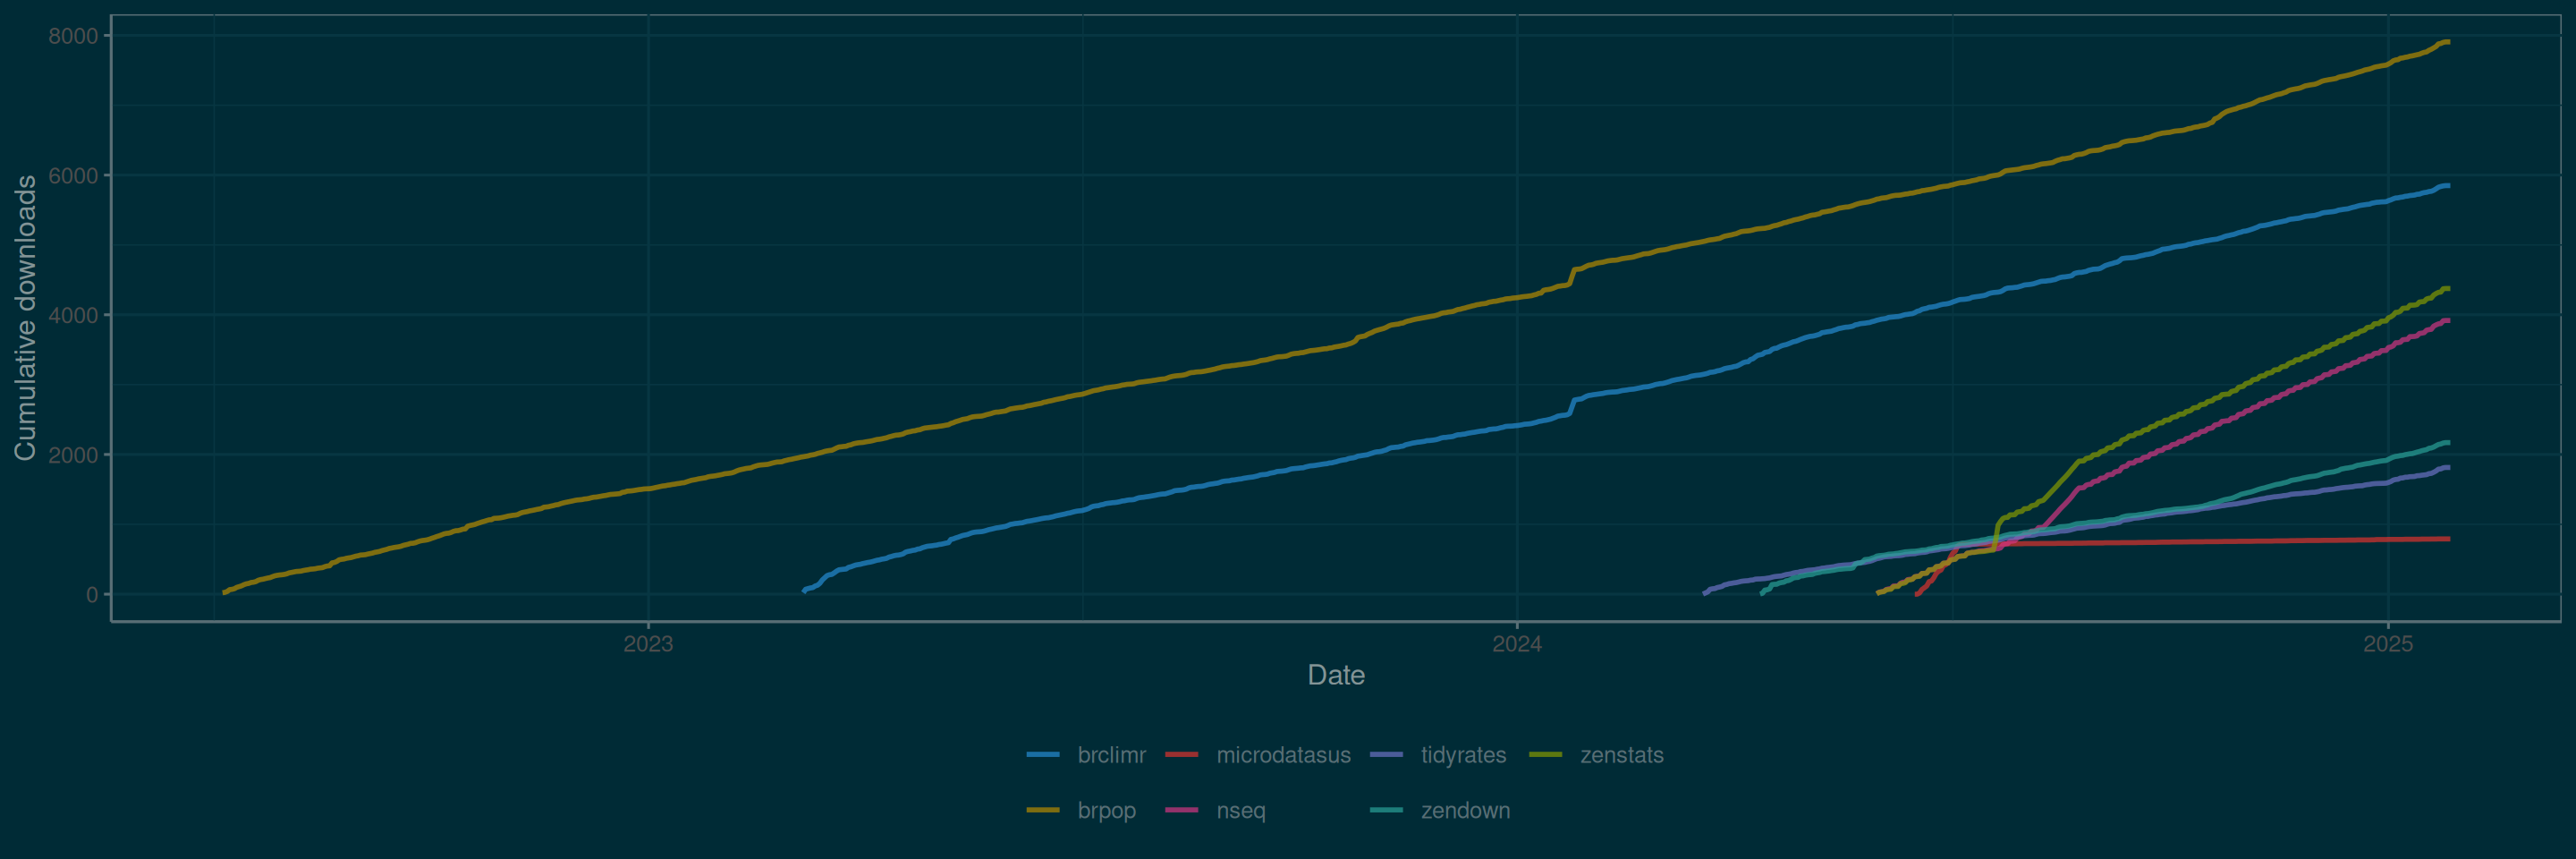 Cumulative downloads
8000
6000
4000
2000
0
2023 2024 2025
Date
brclimr microdatasus tidyrates zenstats
brpop nseq zendown